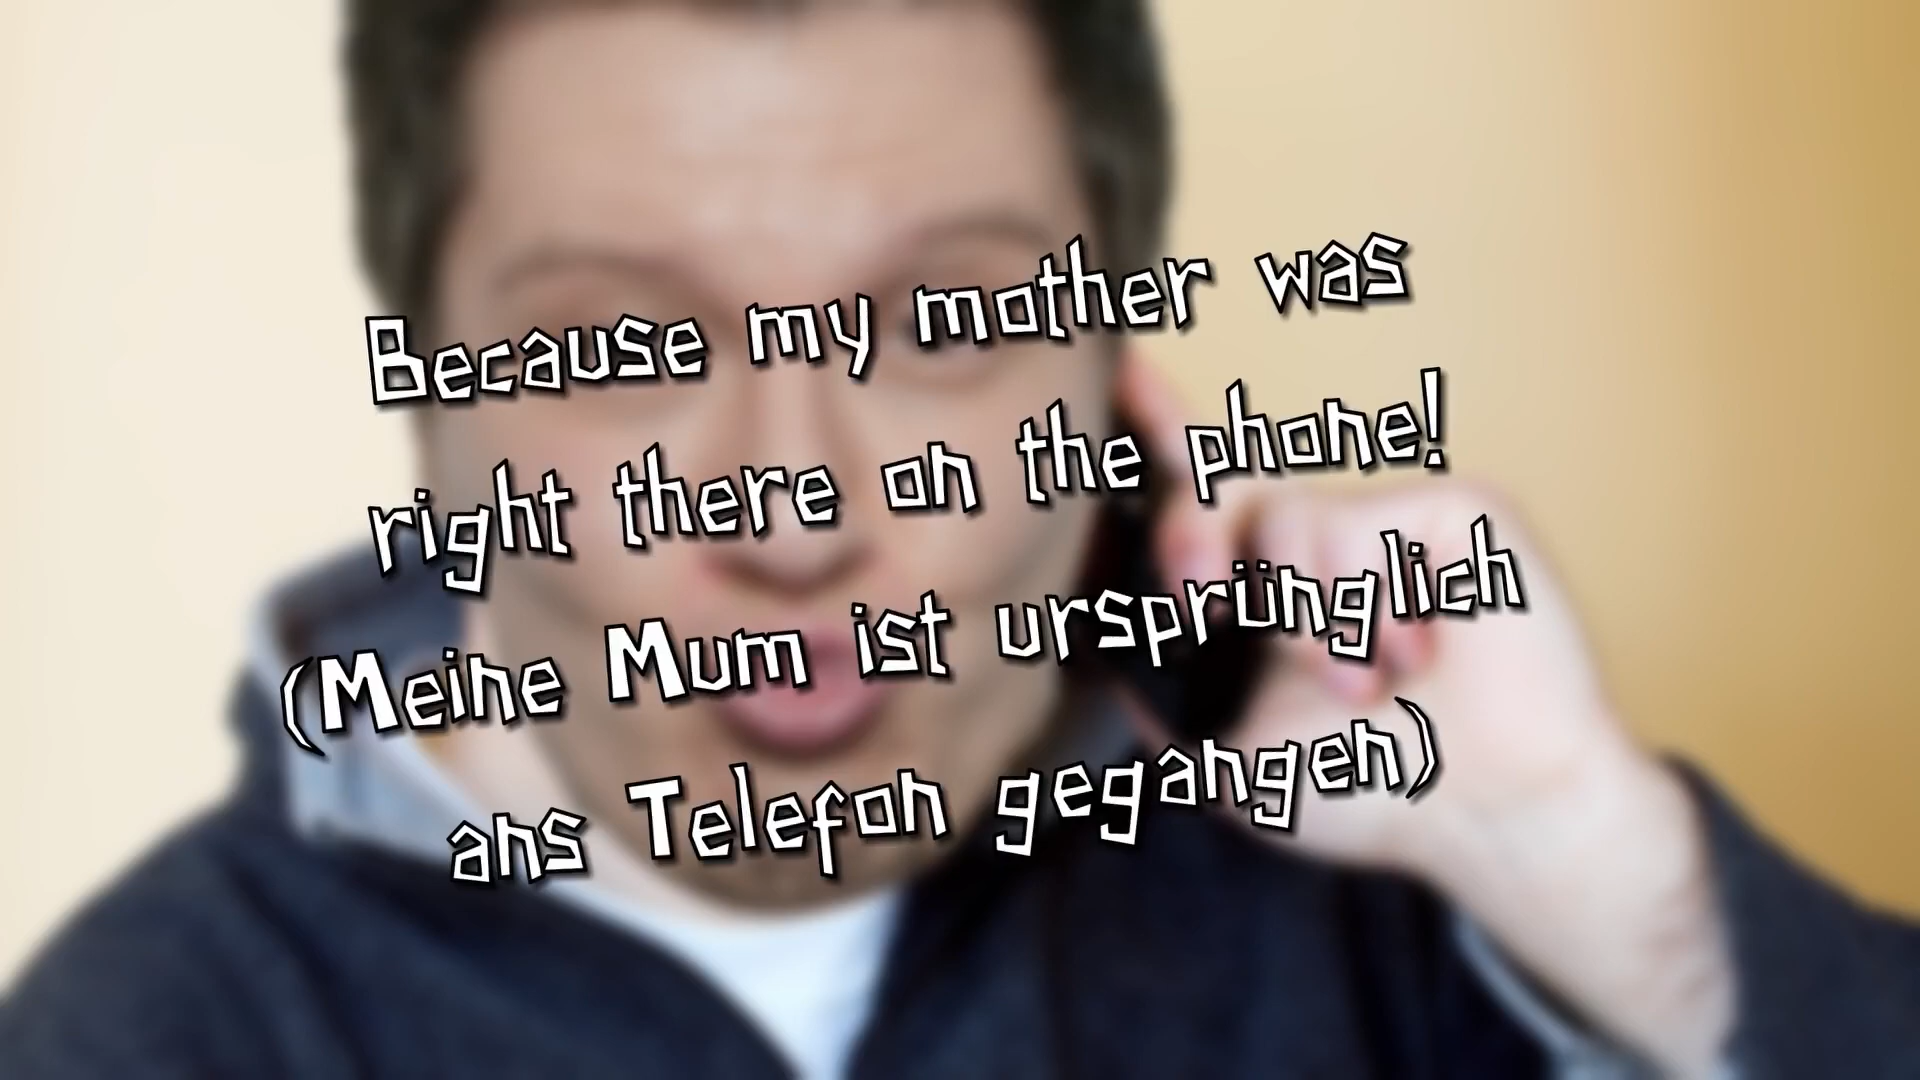 Because my mother was
right there on the phone!
(Meine Mum ist ursprünglich
ans Telefon gegangen)